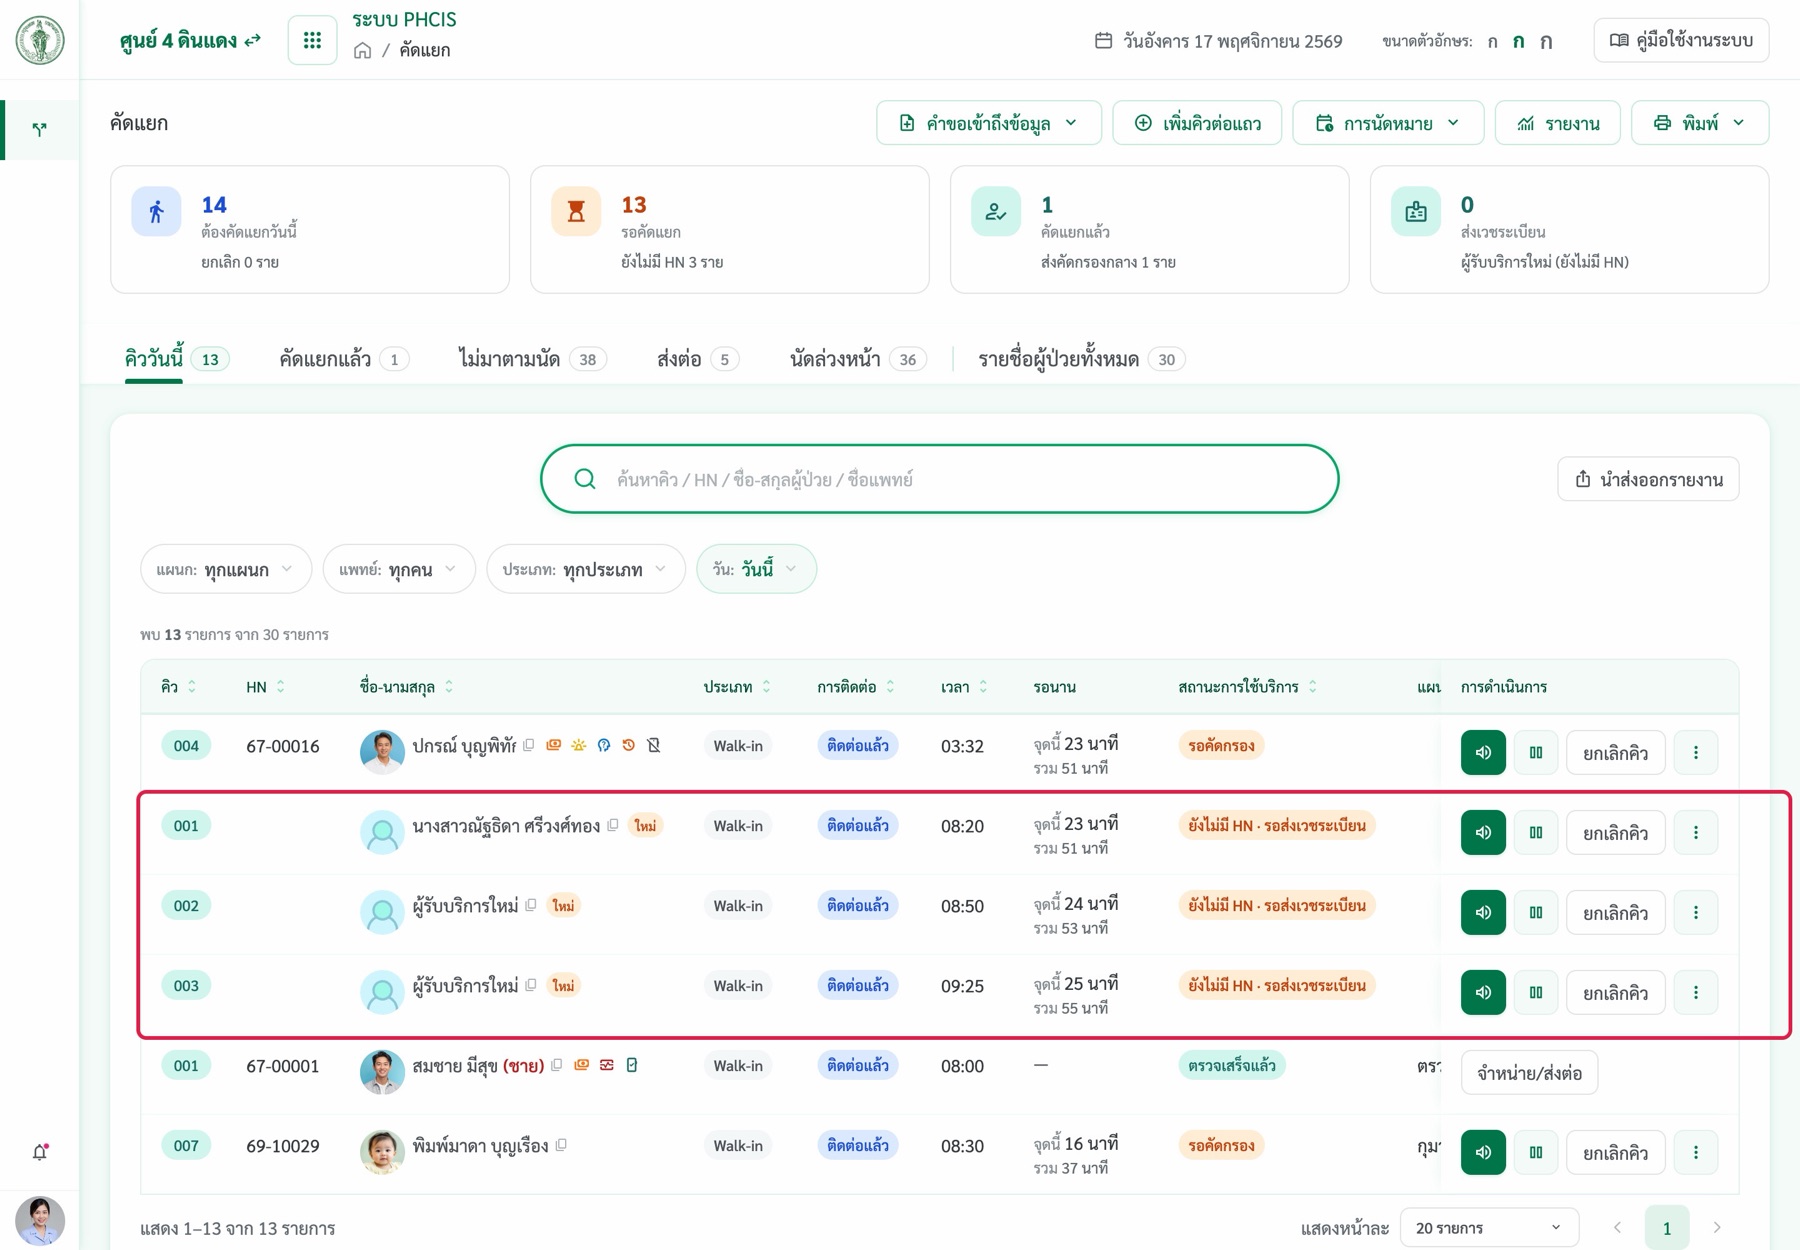 ศูนย์ 4 ดินแดง
ระบบ PHCIS
/ คัดแยก
วันอังคาร 17 พฤศจิกายน 2569
ขนาดตัวอักษร: ก ก ก
คู่มือใช้งานระบบ
คัดแยก
คำขอเข้าถึงข้อมูล
เพิ่มคิวต่อแถว
การนัดหมาย
รายงาน
พิมพ์
14
ต้องคัดแยกวันนี้
ยกเลิก 0 ราย
13
รอคัดแยก
ยังไม่มี HN 3 ราย
1
คัดแยกแล้ว
ส่งคัดกรองกลาง 1 ราย
0
ส่งเวชระเบียน
ผู้รับบริการใหม่ (ยังไม่มี HN)
คิววันนี้ 13 คัดแยกแล้ว 1 ไม่มาตามนัด 38 ส่งต่อ 5 นัดล่วงหน้า 36 รายชื่อผู้ป่วยทั้งหมด 30
ค้นหาคิว / HN / ชื่อ-สกุลผู้ป่วย / ชื่อแพทย์
นำส่งออกรายงาน
แผนก: ทุกแผนก แพทย์: ทุกคน ประเภท: ทุกประเภท วัน: วันนี้
พบ 13 รายการ จาก 30 รายการ
คิว HN ชื่อ-นามสกุล ประเภท การติดต่อ เวลา รอนาน สถานะการใช้บริการ แผน การดำเนินการ
004 67-00016 ปกรณ์ บุญพิทัก Walk-in ติดต่อแล้ว 03:32 จุดนี้ 23 นาที รอคัดกรอง ยกเลิกคิว
รวม 51 นาที
001 นางสาวณัฐธิดา ศรีวงศ์ทอง ใหม่ Walk-in ติดต่อแล้ว 08:20 จุดนี้ 23 นาที ยังไม่มี HN · รอส่งเวชระเบียน ยกเลิกคิว
รวม 51 นาที
002 ผู้รับบริการใหม่ ใหม่ Walk-in ติดต่อแล้ว 08:50 จุดนี้ 24 นาที ยังไม่มี HN · รอส่งเวชระเบียน ยกเลิกคิว
รวม 53 นาที
003 ผู้รับบริการใหม่ ใหม่ Walk-in ติดต่อแล้ว 09:25 จุดนี้ 25 นาที ยังไม่มี HN · รอส่งเวชระเบียน ยกเลิกคิว
รวม 55 นาที
001 67-00001 สมชาย มีสุข (ชาย) Walk-in ติดต่อแล้ว 08:00 — ตรวจเสร็จแล้ว ตรว จำหน่าย/ส่งต่อ
007 69-10029 พิมพ์มาดา บุญเรือง Walk-in ติดต่อแล้ว 08:30 จุดนี้ 16 นาที รอคัดกรอง กุมา ยกเลิกคิว
รวม 37 นาที
แสดง 1–13 จาก 13 รายการ
แสดงหน้าละ 20 รายการ 1